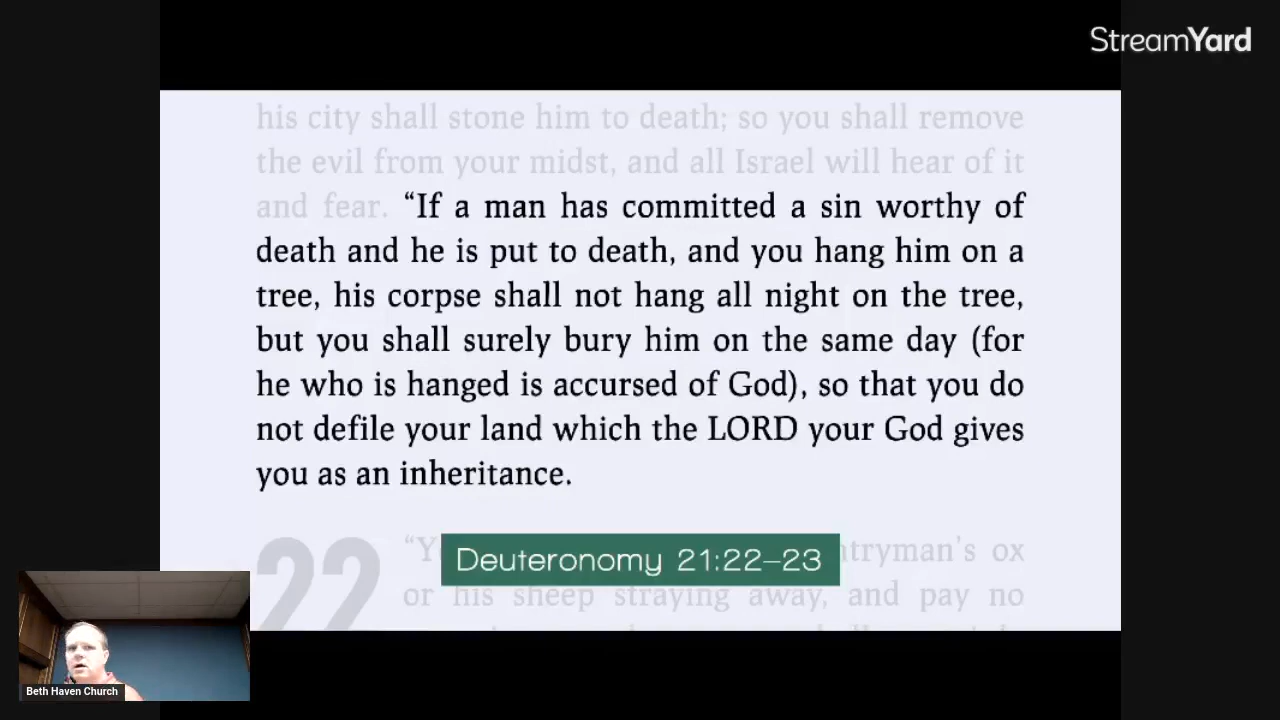 StreamYard
his city shall stone him to death; so you shall remove
the evil from your midst, and all Israel will hear of it
and fear. “If a man has committed a sin worthy of
death and he is put to death, and you hang him on a
tree, his corpse shall not hang all night on the tree,
but you shall surely bury him on the same day (for
he who is hanged is accursed of God), so that you do
not defile your land which the LORD your God gives
you as an inheritance.
22 ntryman's ox
Deuteronomy 21:22–23
or his sheep straying away, and pay no
Beth Haven Church